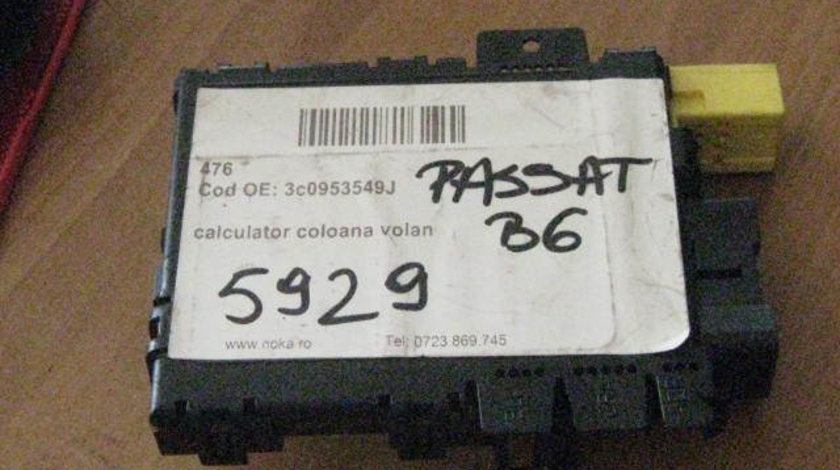 476
Cod OE: 3c0953549J
PASSAT
B6
calculator coloana volan
5929
www.noka.ro
Tel: 0723.869.745